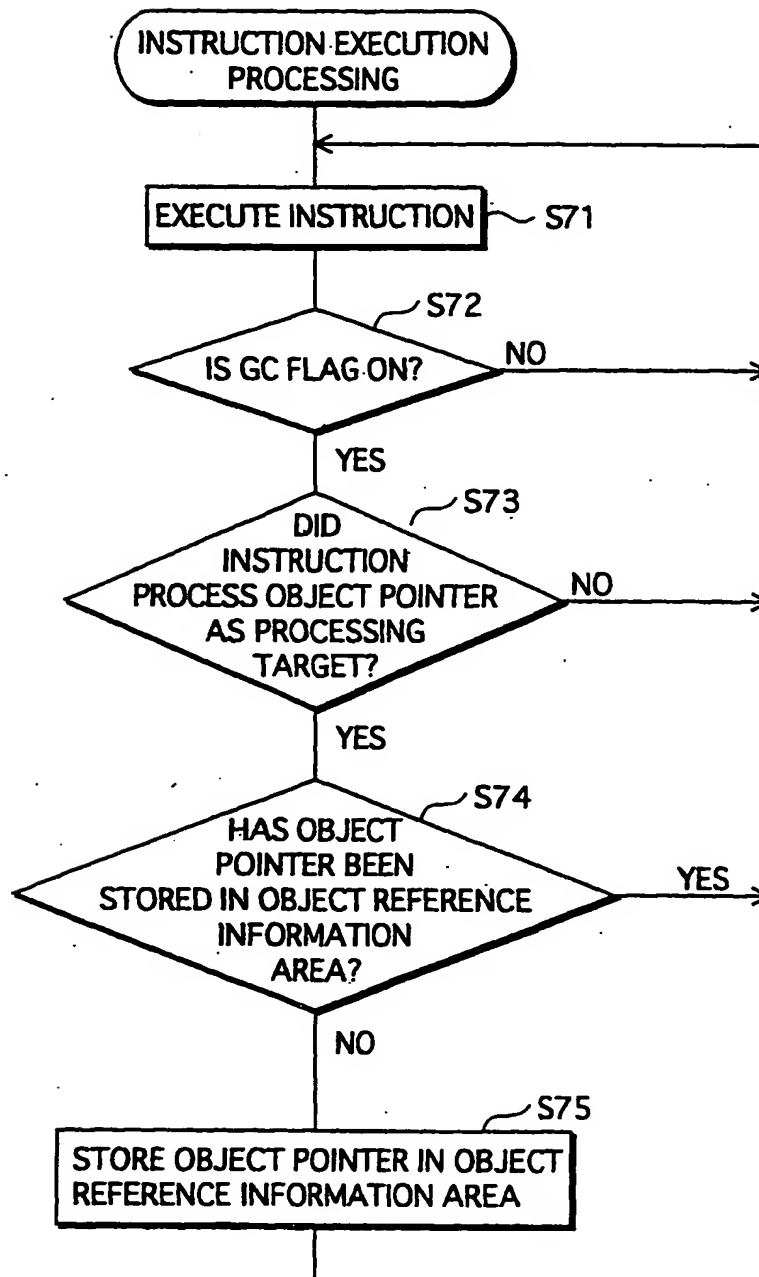 INSTRUCTION EXECUTION
PROCESSING
EXECUTE INSTRUCTION
S71
S72
IS GC FLAG ON?
NO
YES
S73
DID
INSTRUCTION
PROCESS OBJECT POINTER
AS PROCESSING
TARGET?
NO
YES
S74
HAS OBJECT
POINTER BEEN
STORED IN OBJECT REFERENCE
INFORMATION
AREA?
YES
NO
S75
STORE OBJECT POINTER IN OBJECT
REFERENCE INFORMATION AREA